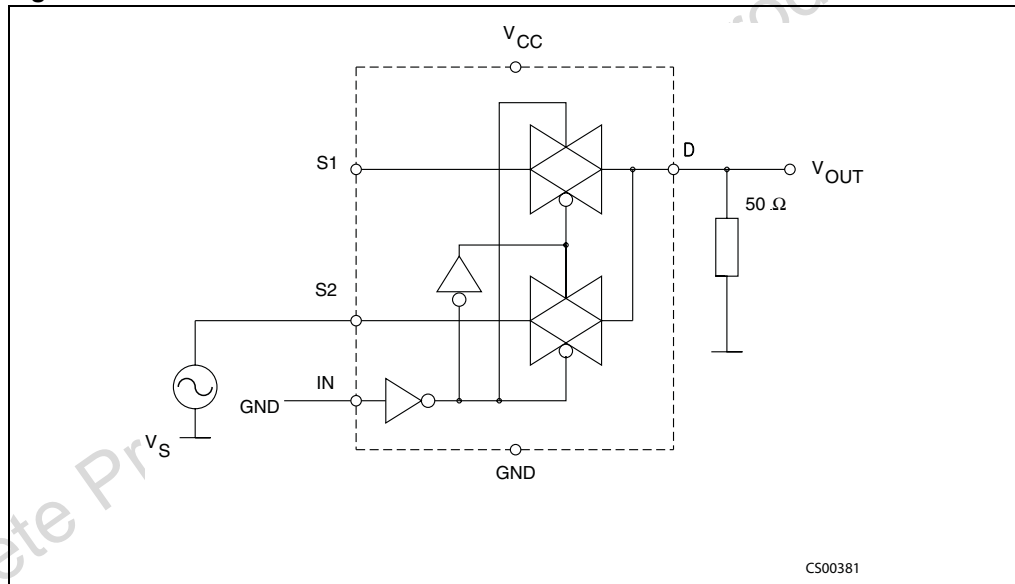 V CC
S1
D
V OUT
50 Ω
S2
IN
GND
V S
GND
CS00381